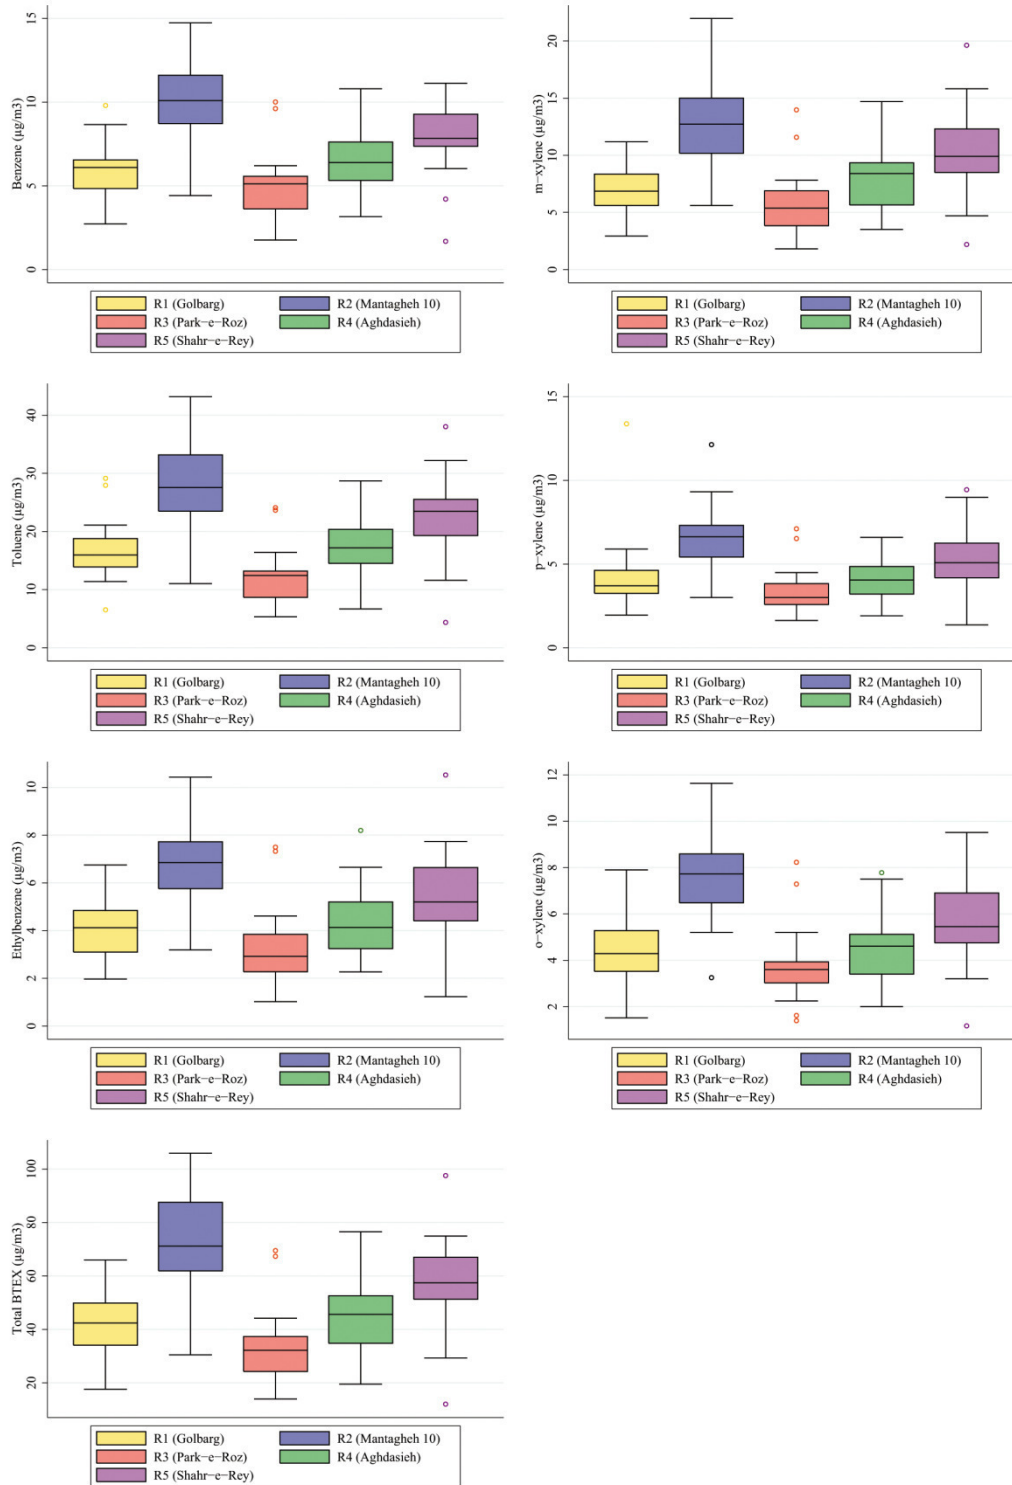 Benzene (µg/m3)
15
10
5
0
R1 (Golbarg) R2 (Mantagheh 10)
R3 (Park−e−Roz) R4 (Aghdasieh)
R5 (Shahr−e−Rey)
m-xylene (µg/m3)
20
15
10
5
0
R1 (Golbarg) R2 (Mantagheh 10)
R3 (Park−e−Roz) R4 (Aghdasieh)
R5 (Shahr−e−Rey)
Toluene (µg/m3)
40
30
20
10
0
R1 (Golbarg) R2 (Mantagheh 10)
R3 (Park−e−Roz) R4 (Aghdasieh)
R5 (Shahr−e−Rey)
p-xylene (µg/m3)
15
10
5
0
R1 (Golbarg) R2 (Mantagheh 10)
R3 (Park−e−Roz) R4 (Aghdasieh)
R5 (Shahr−e−Rey)
Ethylbenzene (µg/m3)
10
8
6
4
2
0
R1 (Golbarg) R2 (Mantagheh 10)
R3 (Park−e−Roz) R4 (Aghdasieh)
R5 (Shahr−e−Rey)
o-xylene (µg/m3)
12
10
8
6
4
2
R1 (Golbarg) R2 (Mantagheh 10)
R3 (Park−e−Roz) R4 (Aghdasieh)
R5 (Shahr−e−Rey)
Total BTEX (µg/m3)
100
80
60
40
20
R1 (Golbarg) R2 (Mantagheh 10)
R3 (Park−e−Roz) R4 (Aghdasieh)
R5 (Shahr−e−Rey)